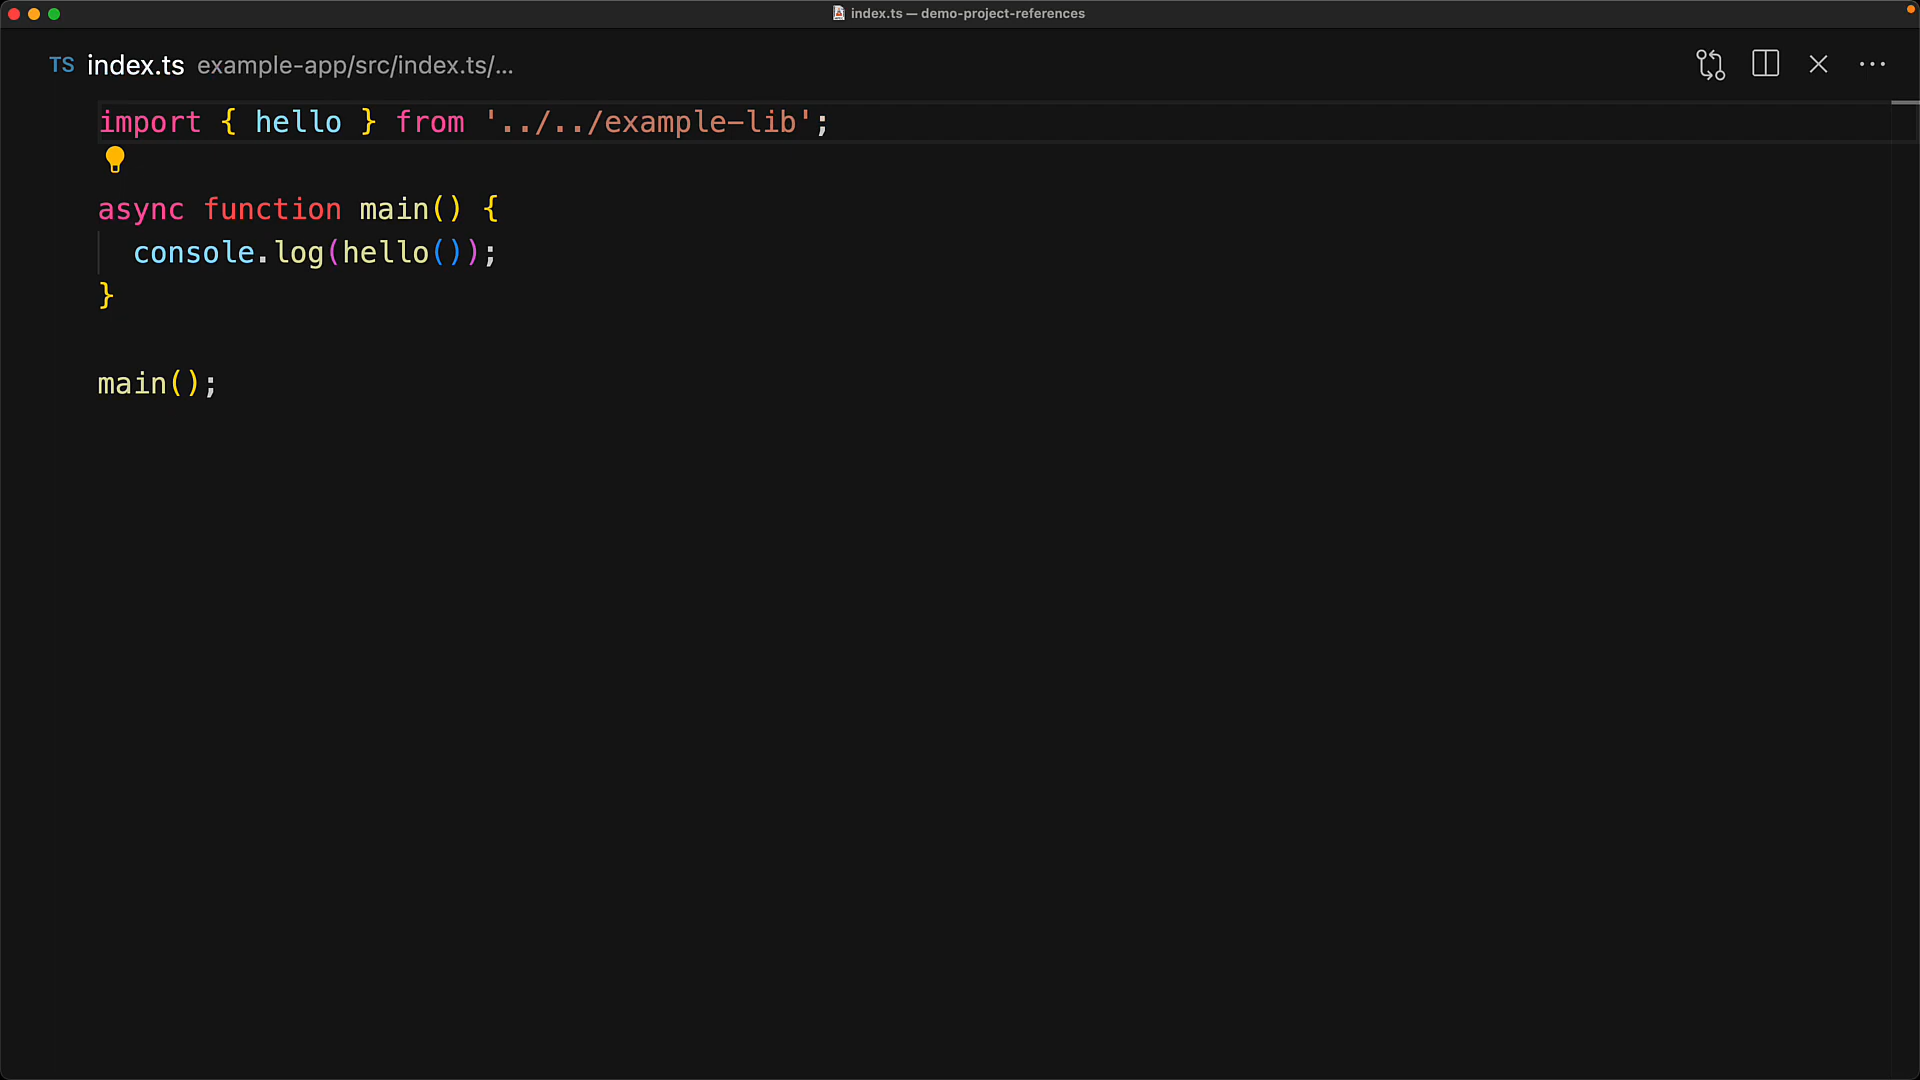 index.ts — demo-project-references
TS index.ts example-app/src/index.ts/...
import { hello } from '../../example-lib';
async function main() {
  console.log(hello());
}
main();